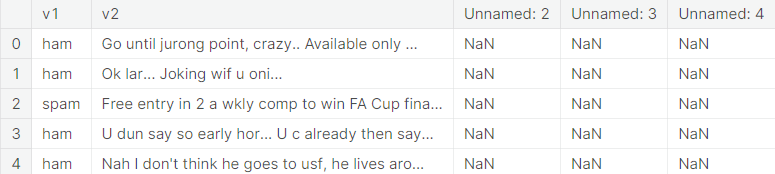 v1 v2 Unnamed: 2 Unnamed: 3 Unnamed: 4
0 ham Go until jurong point, crazy.. Available only ... NaN NaN NaN
1 ham Ok lar... Joking wif u oni... NaN NaN NaN
2 spam Free entry in 2 a wkly comp to win FA Cup fina... NaN NaN NaN
3 ham U dun say so early hor... U c already then say... NaN NaN NaN
4 ham Nah I don't think he goes to usf, he lives aro... NaN NaN NaN